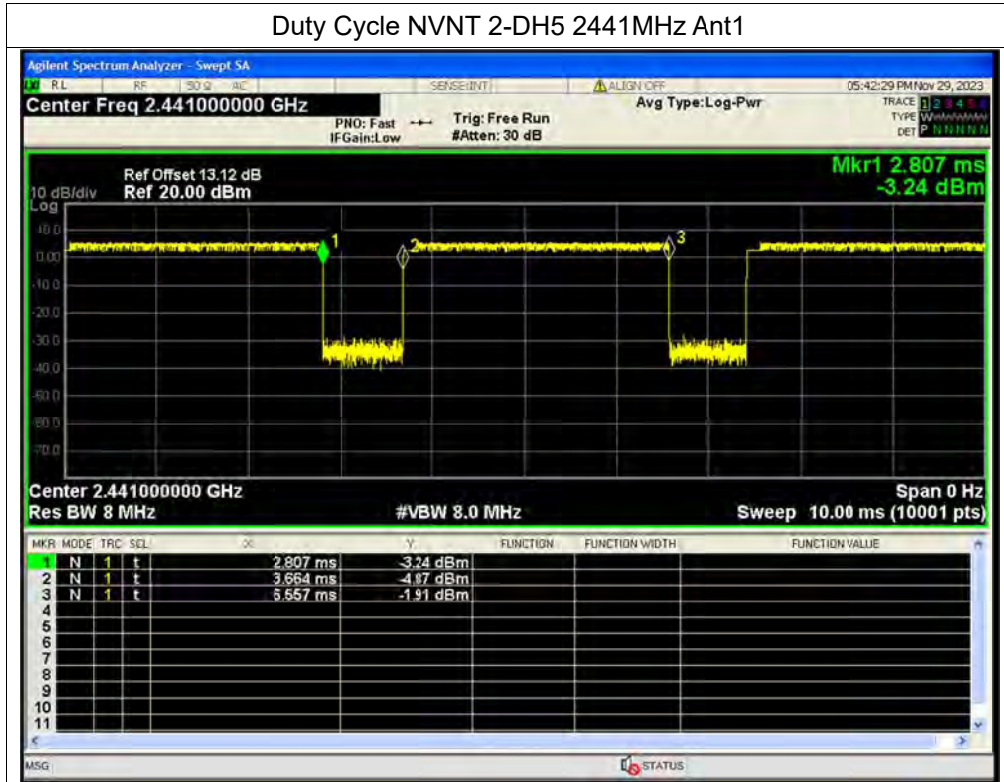 Duty Cycle NVNT 2-DH5 2441MHz Ant1
Agilent Spectrum Analyzer - Swept SA
RL RF 50 Ω AC SENSE:INT ALIGN OFF 05:42:29 PM Nov 29, 2023
Center Freq 2.441000000 GHz Avg Type:Log-Pwr TRACE 1 2 3 4 5 6
PNO: Fast Trig: Free Run TYPE W
IFGain:Low #Atten: 30 dB DET P N N N N N
Mkr1 2.807 ms
-3.24 dBm
Ref Offset 13.12 dB
10 dB/div Ref 20.00 dBm
Log
10.0
0.00
-10.0
-20.0
-30.0
-40.0
-50.0
-60.0
-70.0
1
2
3
Center 2.441000000 GHz Span 0 Hz
Res BW 8 MHz #VBW 8.0 MHz Sweep 10.00 ms (10001 pts)
MKR MODE TRC SCL X Y FUNCTION FUNCTION WIDTH FUNCTION VALUE
1 N 1 t 2.807 ms -3.24 dBm
2 N 1 t 3.664 ms -4.87 dBm
3 N 1 t 6.557 ms -1.91 dBm
4
5
6
7
8
9
10
11
MSG STATUS